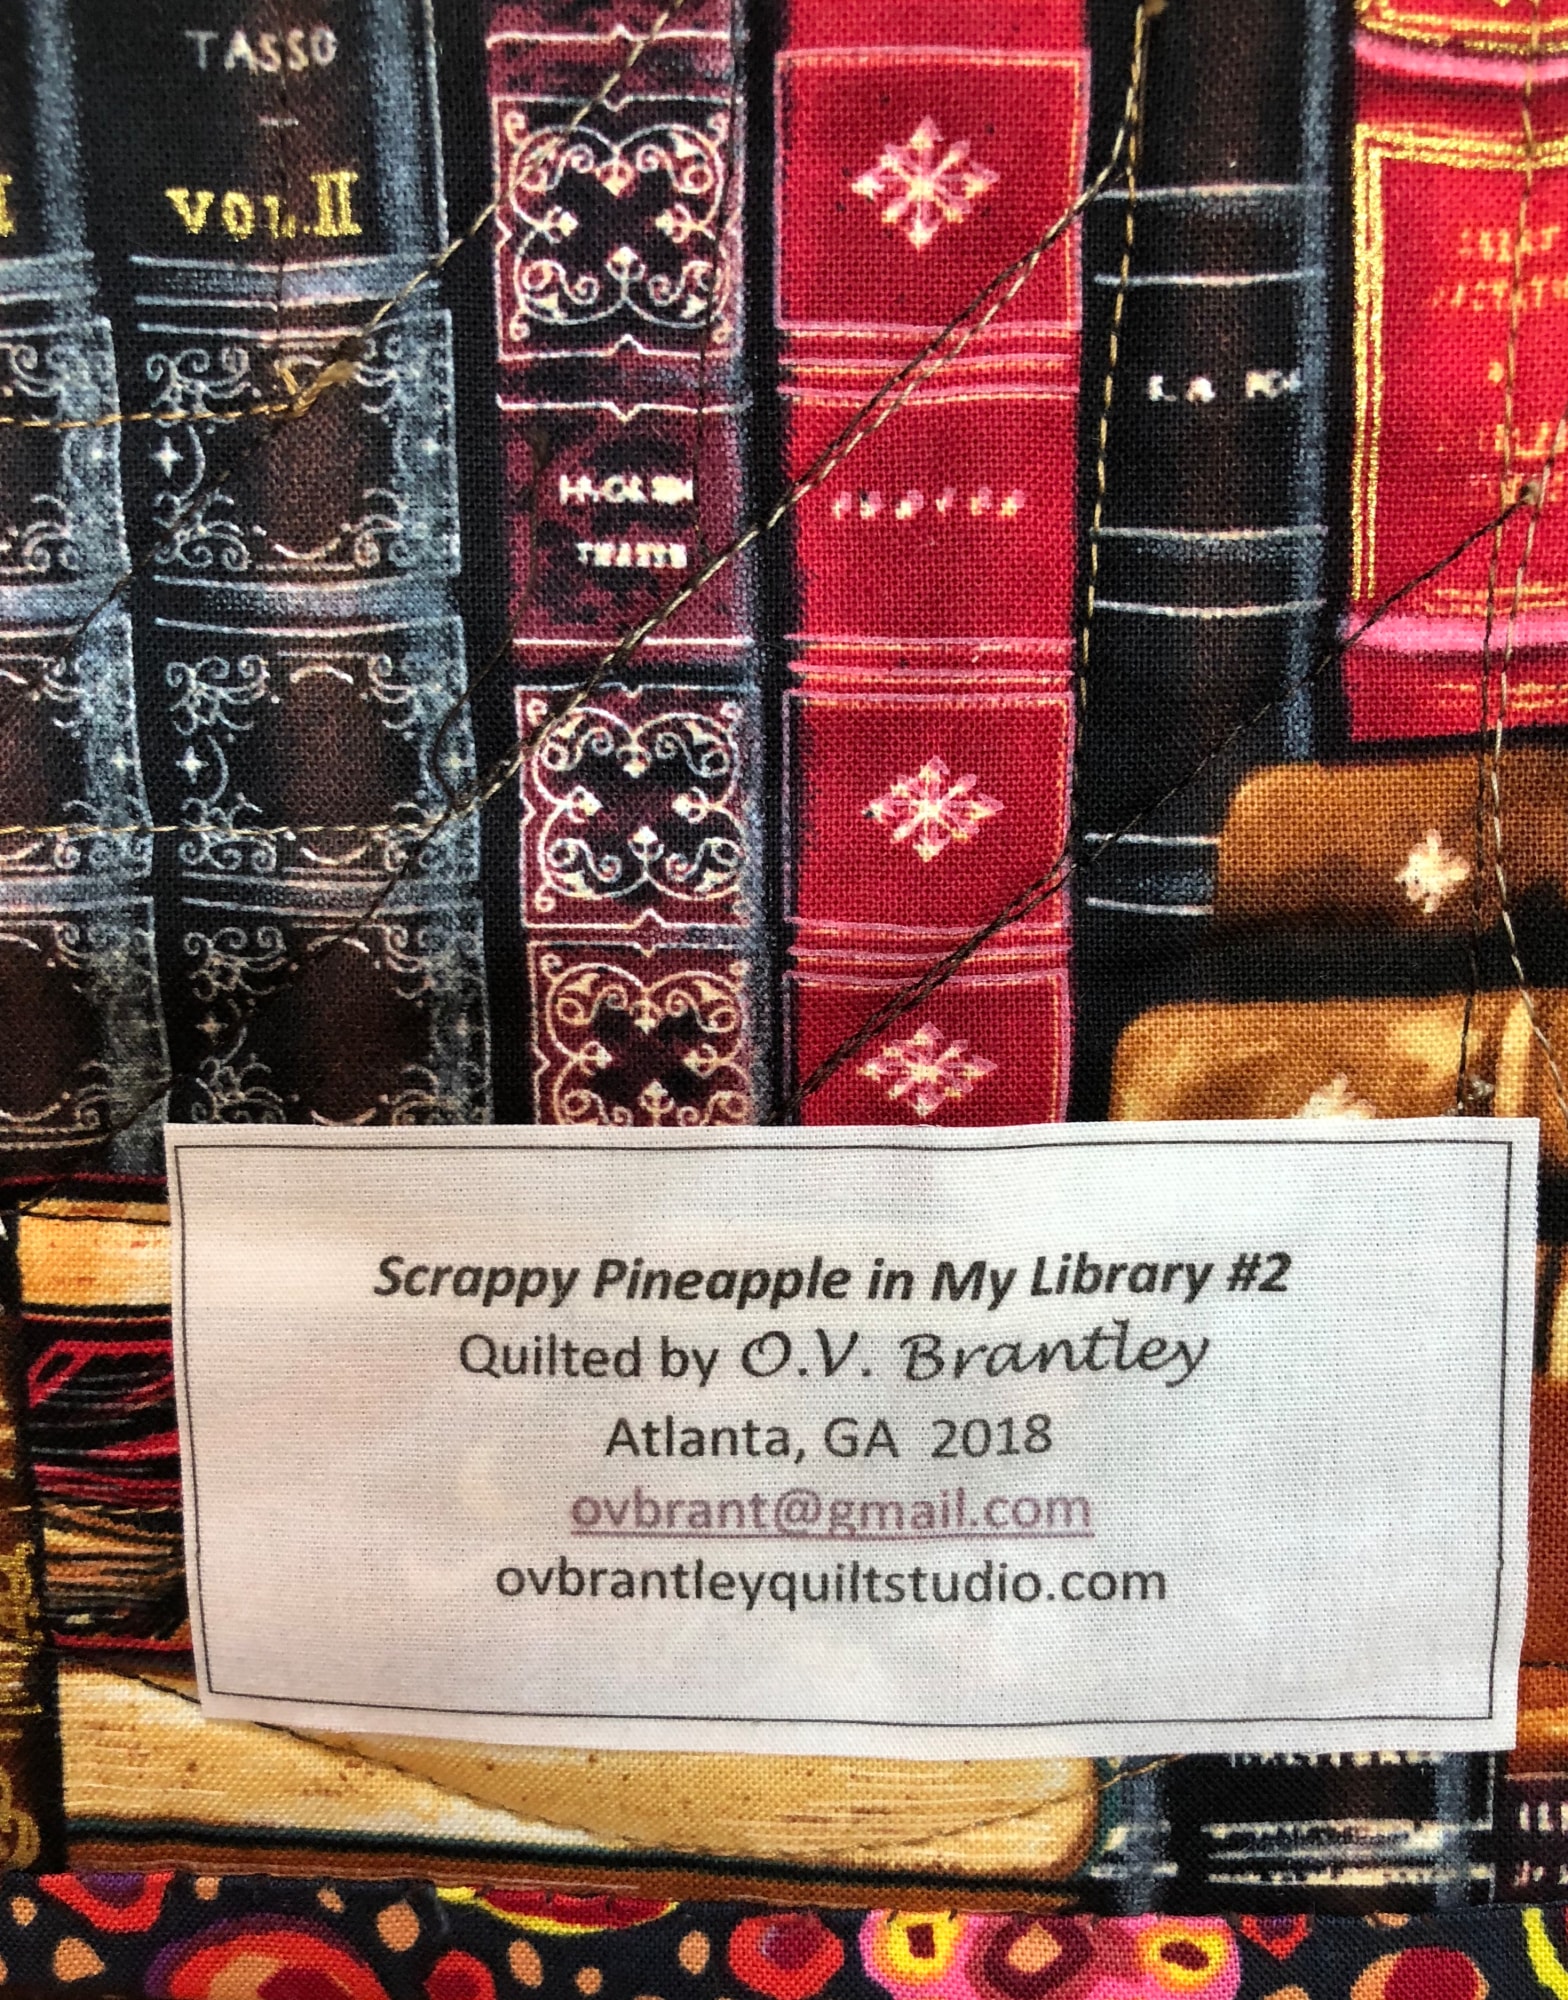 TASSO
VOL.II
Scrappy Pineapple in My Library #2
Quilted by O.V. Brantley
Atlanta, GA 2018
ovbrant@gmail.com
ovbrantleyquiltstudio.com